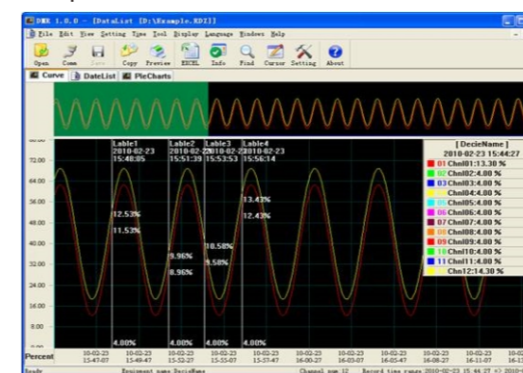 DMR 1.0.0 - [DataList [D:\Example.RDZ]]
File Edit View Setting Time Tool Display Language Windows Help
Open Comm Save Copy Preview EXCEL Info Find Cursor Setting About
Curve DateList PieCharts
Lable1 Lable2 Lable3 Lable4
2010-02-23
15:48:05 15:51:39 15:53:53 15:56:14
[ DecieName ]
2010-02-23 15:44:27
01 Chnl01:13.30 %
02 Chnl02:4.00 %
03 Chnl03:4.00 %
Chnl04:4.00 %
05 Chnl05:4.00 %
06 Chnl06:4.00 %
07 Chnl07:4.00 %
08 Chnl08:4.00 %
09 Chnl09:4.00 %
10 Chnl10:4.00 %
11 Chnl11:4.00 %
Chn12:14.30 %
72.00
64.00
56.00
48.00
40.00
32.00
24.00
16.00
8.00
12.53%
11.53%
9.96%
8.96%
10.58%
9.58%
13.43%
12.43%
4.00% 4.00% 4.00% 4.00%
Percent
10-02-23 10-02-23 10-02-23 10-02-23 10-02-23 10-02-23 10-02-23 10-02-23 10-02-23 10-02-23
15-47-07 15-49-47 15-52-27 15-55-07 15-57-47 16-00-27 16-03-07 16-05-47 16-08-27 16-11-07
Ready Equipment name DecieName Channel num 12 Record time range 2010-02-23 15:44:27 <>